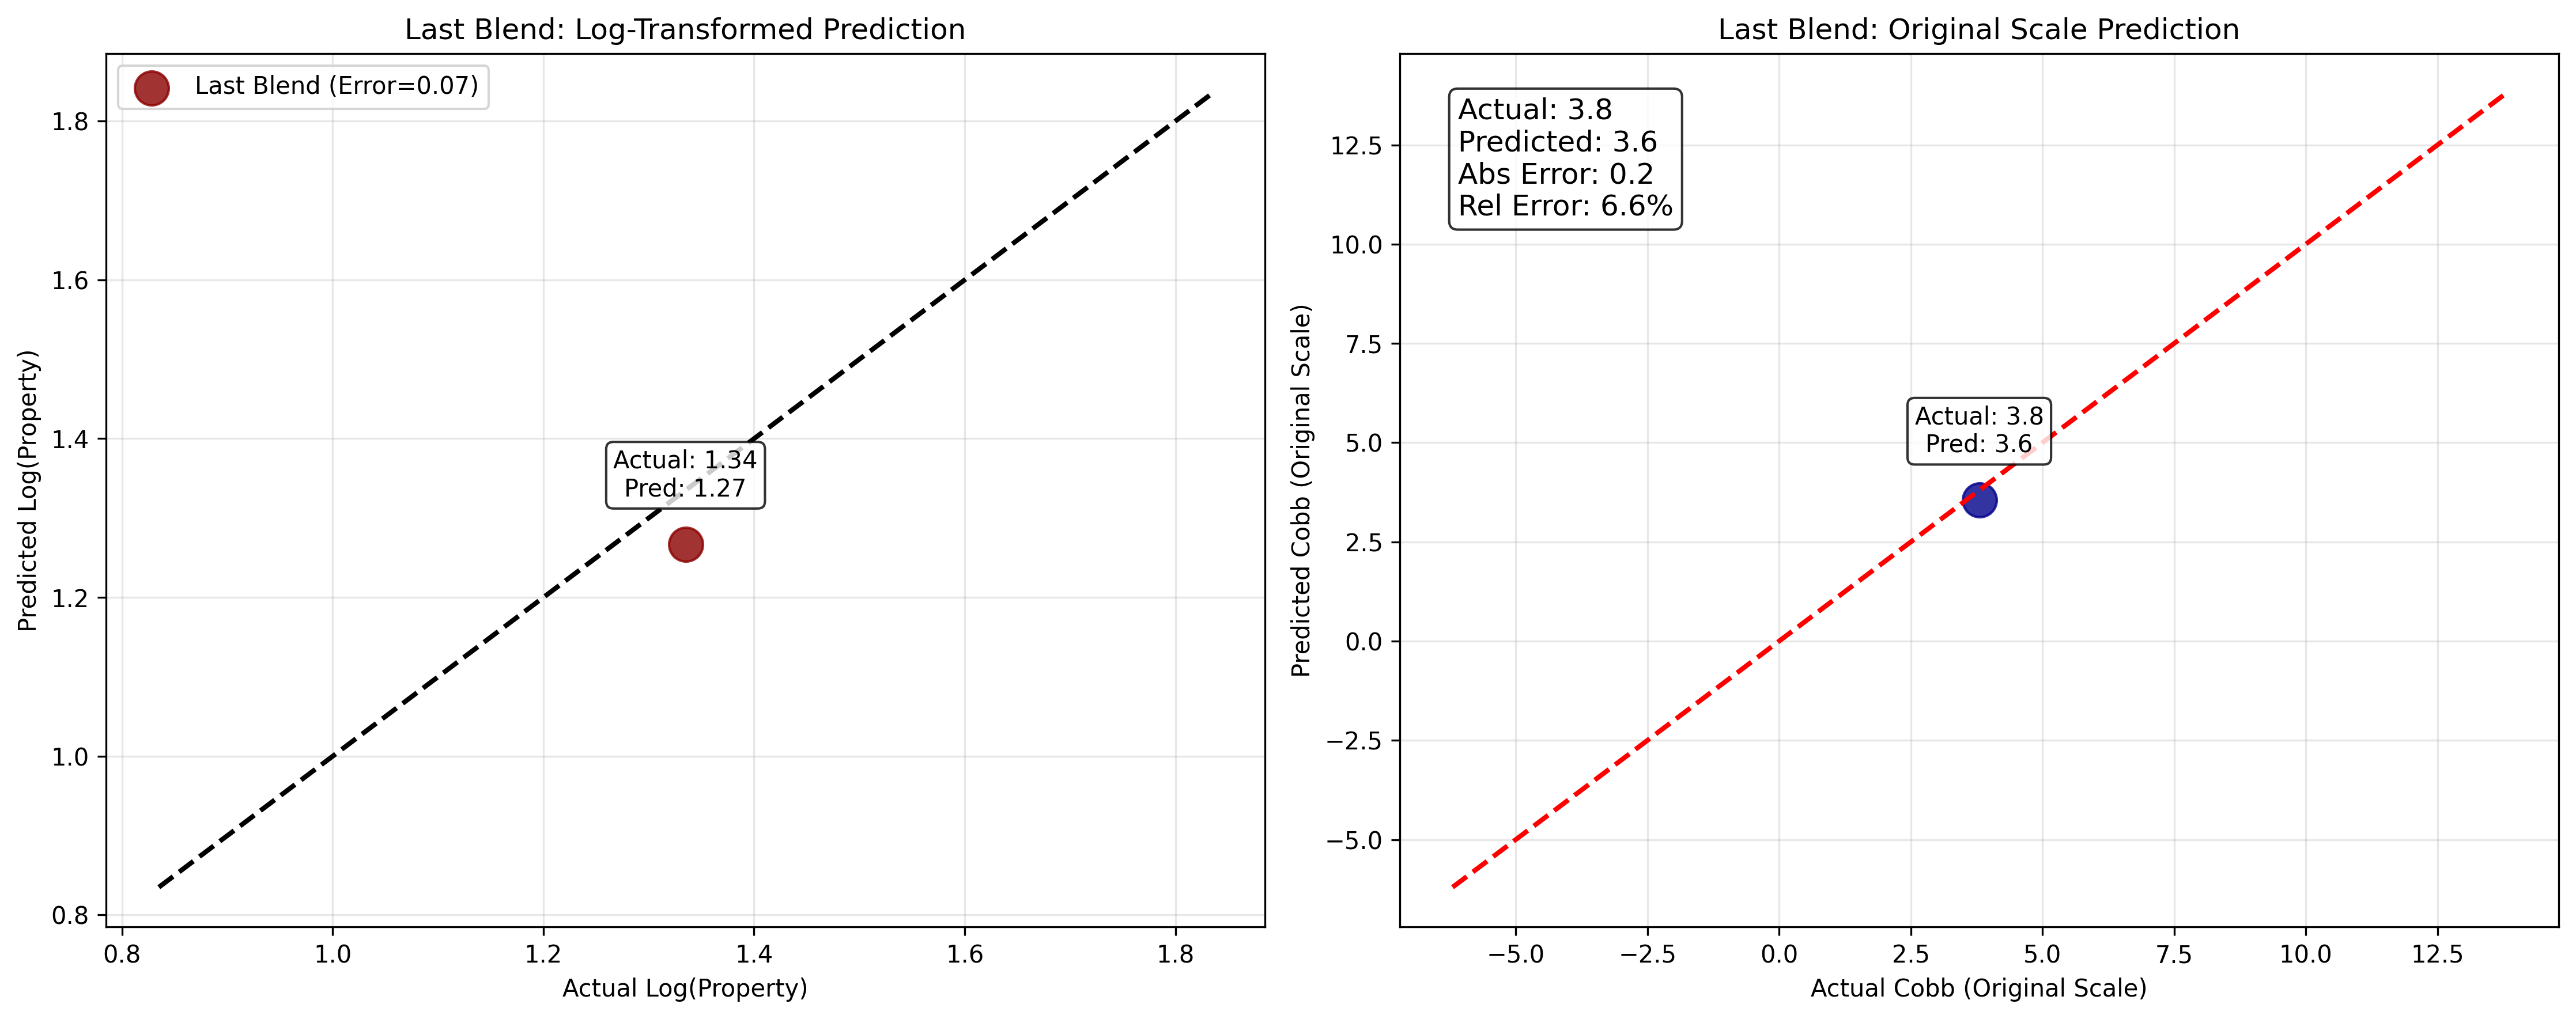 Last Blend: Log-Transformed Prediction
Last Blend (Error=0.07)
Predicted Log(Property)
1.8
1.6
1.4
1.2
1.0
0.8
Actual: 1.34
Pred: 1.27
0.8 1.0 1.2 1.4 1.6 1.8
Actual Log(Property)
Last Blend: Original Scale Prediction
Actual: 3.8
Predicted: 3.6
Abs Error: 0.2
Rel Error: 6.6%
Predicted Cobb (Original Scale)
12.5
10.0
7.5
5.0
2.5
0.0
−2.5
−5.0
Actual: 3.8
Pred: 3.6
−5.0 −2.5 0.0 2.5 5.0 7.5 10.0 12.5
Actual Cobb (Original Scale)